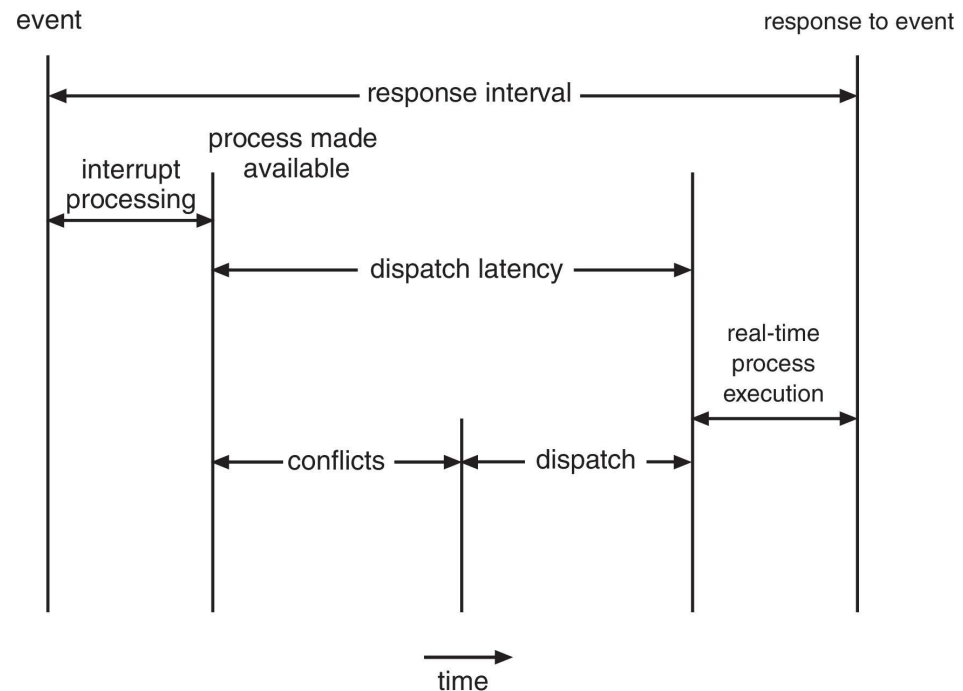 event
response to event
response interval
process made
available
interrupt
processing
dispatch latency
real-time
process
execution
conflicts
dispatch
time